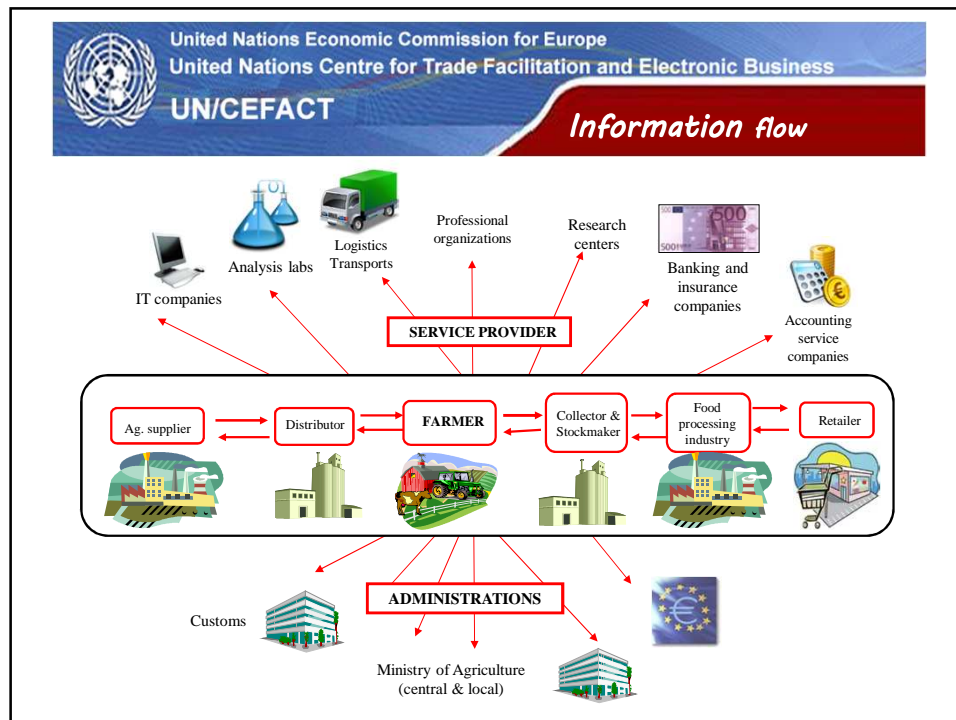 United Nations Economic Commission for Europe
United Nations Centre for Trade Facilitation and Electronic Business
UN/CEFACT
Information flow
Professional
organizations
Research
centers
500
500
Logistics
Transports
Analysis labs
Banking and
insurance
companies
IT companies
Accounting
service
companies
SERVICE PROVIDER
Ag. supplier
Distributor
FARMER
Collector &
Stockmaker
Food
processing
industry
Retailer
ADMINISTRATIONS
Customs
Ministry of Agriculture
(central & local)